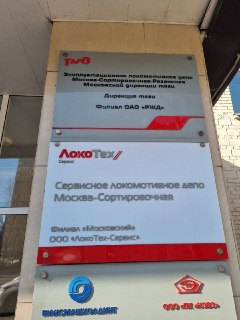 РЖД
Эксплуатационное локомотивное депо
Москва-Сортировочная-Рязанская
Московской дирекции тяги
Дирекция тяги
Филиал ОАО «РЖД»
ЛокоТех
Сервис
Сервисное локомотивное депо
Москва-Сортировочная
Филиал «Московский»
ООО «ЛокоТех-Сервис»